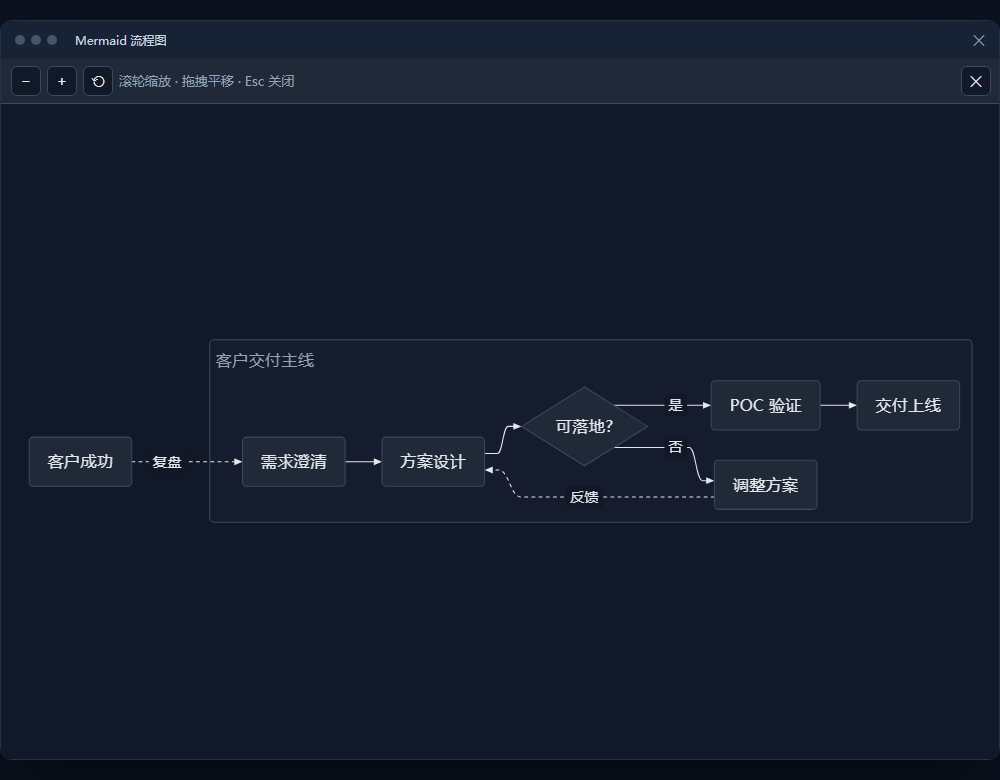 Mermaid 流程图
滚轮缩放 · 拖拽平移 · Esc 关闭
客户交付主线
客户成功
复盘
需求澄清
方案设计
可落地?
是
POC 验证
交付上线
否
调整方案
反馈